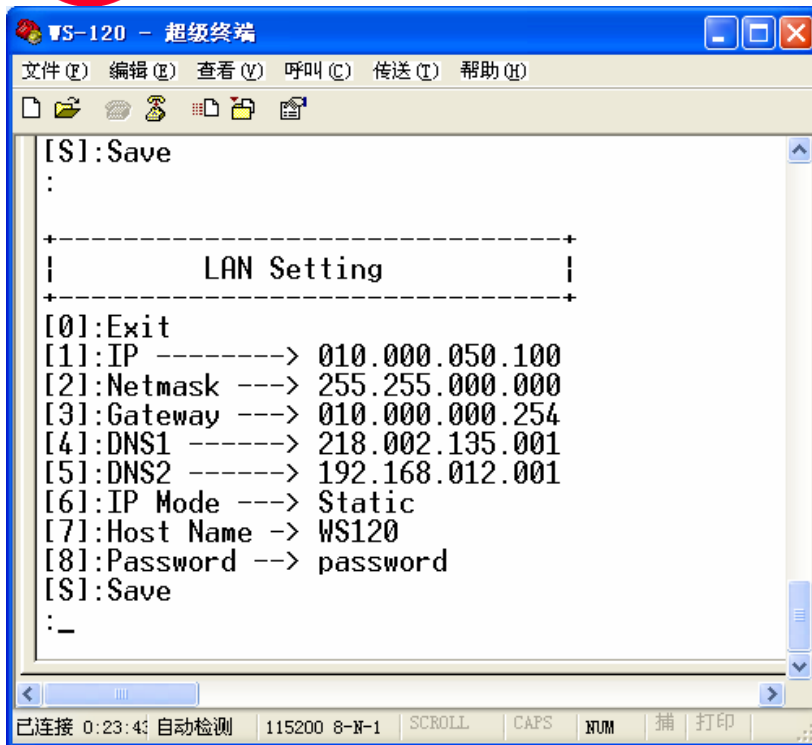 WS-120 - 超级终端
文件(F) 编辑(E) 查看(V) 呼叫(C) 传送(T) 帮助(H)
[S]:Save
:
+-------------------------------+
|         LAN Setting           |
+-------------------------------+
[0]:Exit
[1]:IP --------> 010.000.050.100
[2]:Netmask ---> 255.255.000.000
[3]:Gateway ---> 010.000.000.254
[4]:DNS1 ------> 218.002.135.001
[5]:DNS2 ------> 192.168.012.001
[6]:IP Mode ---> Static
[7]:Host Name -> WS120
[8]:Password --> password
[S]:Save
:_
已连接 0:23:43 自动检测 115200 8-N-1 SCROLL CAPS NUM 捕 打印